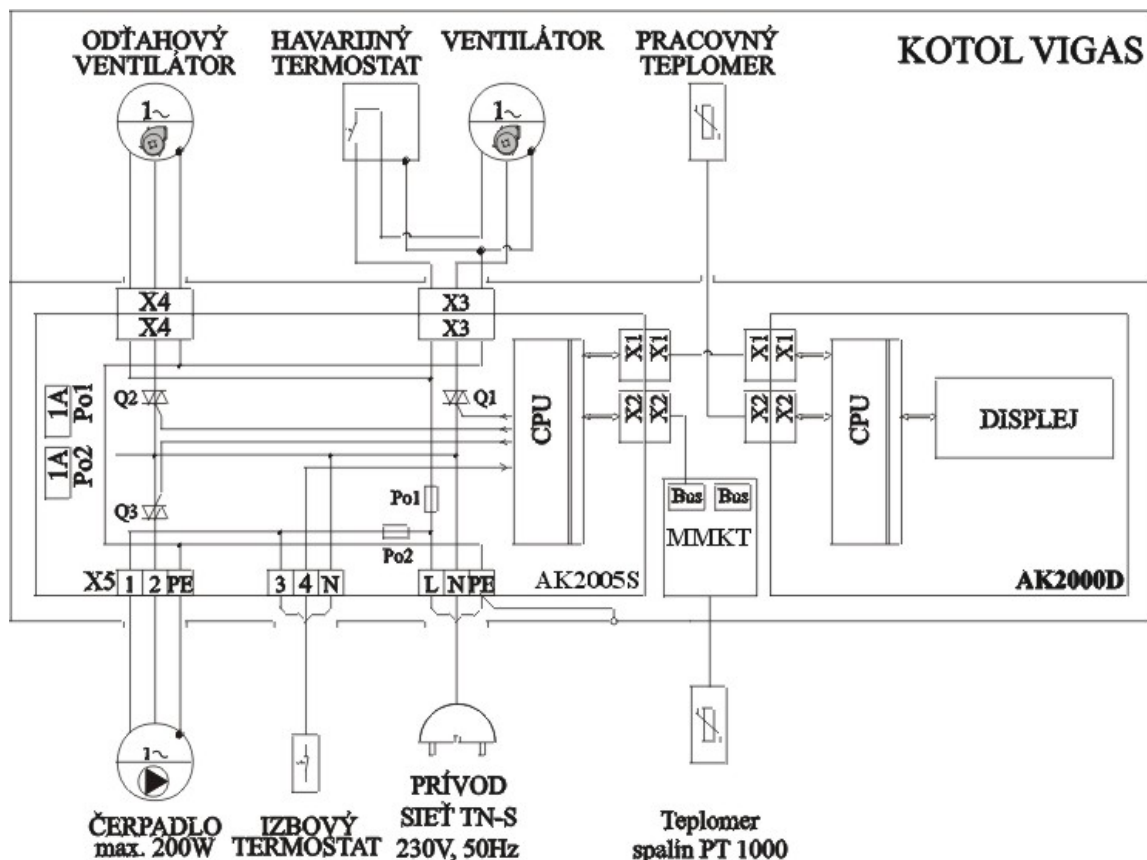 ODŤAHOVÝ
VENTILÁTOR
HAVARIJNÝ
TERMOSTAT
VENTILÁTOR
PRACOVNÝ
TEPLOMER
KOTOL VIGAS
1~
1~
X4
X4
X3
X3
X1 X1
X1 X1
X2 X2
X2 X2
1A Po1
1A Po2
Q2
Q1
Q3
CPU
CPU
DISPLEJ
Po1
Po2
Bus Bus
MMKT
X5 1 2 PE
3 4 N
L N PE
AK2005S
AK2000D
1~
ČERPADLO
max. 200W
IZBOVÝ
TERMOSTAT
PRÍVOD
SIEŤ TN-S
230V, 50Hz
Teplomer
spalín PT 1000